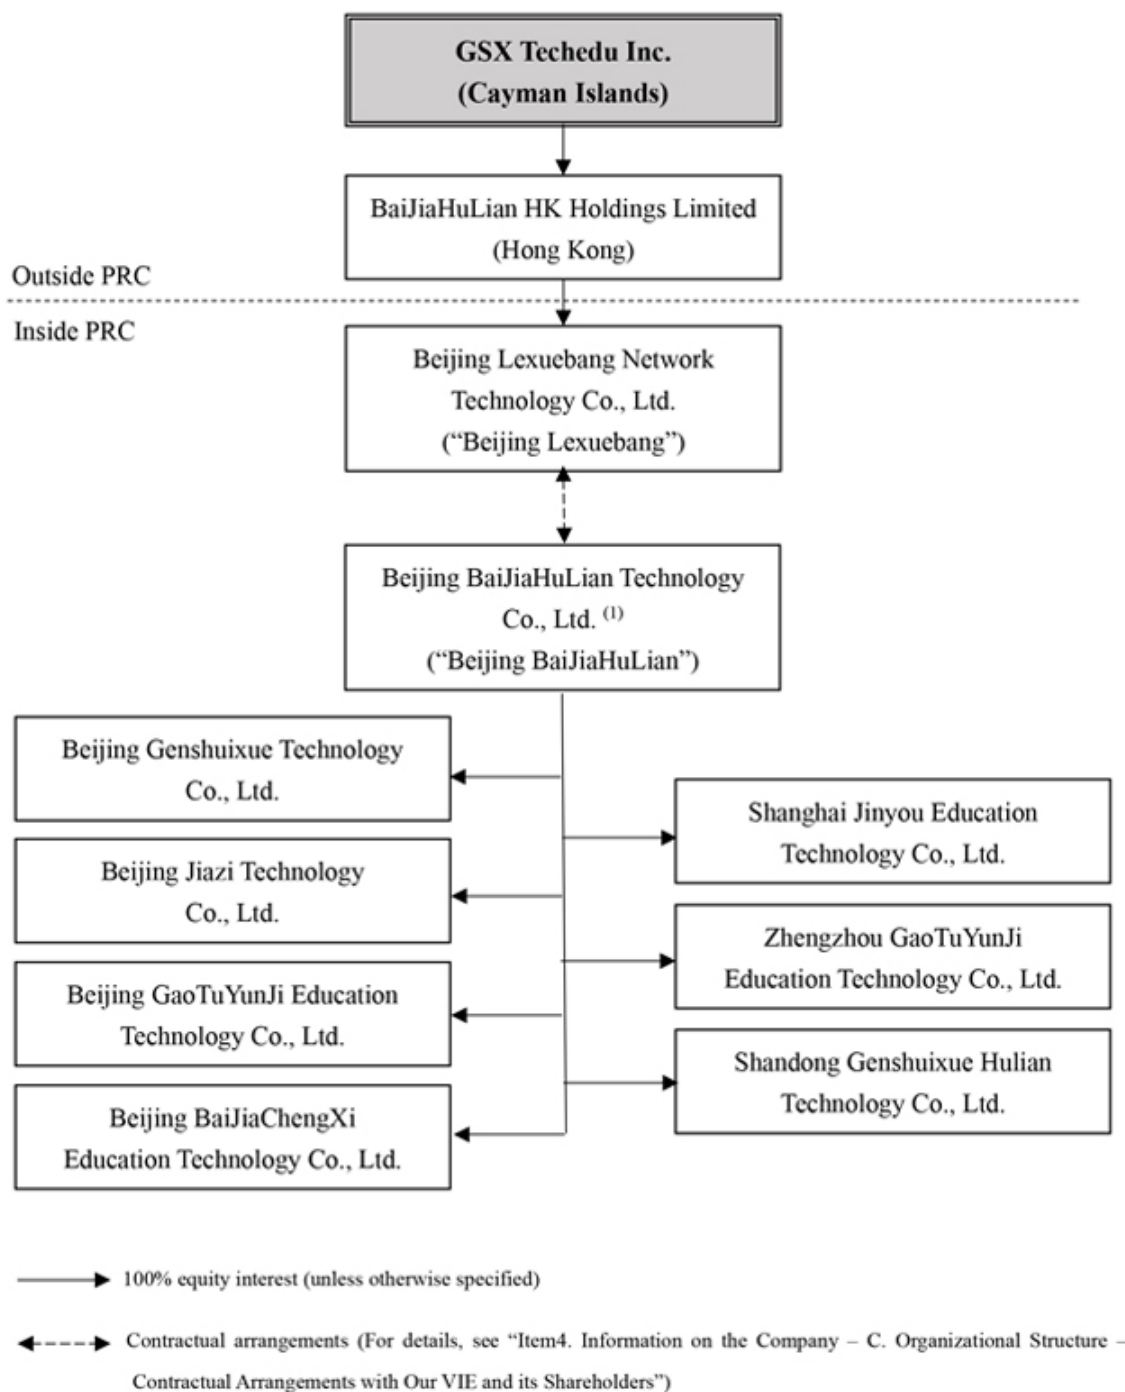 GSX Techedu Inc.
(Cayman Islands)
BaiJiaHuLian HK Holdings Limited
(Hong Kong)
Outside PRC
Inside PRC
Beijing Lexuebang Network
Technology Co., Ltd.
(“Beijing Lexuebang”)
Beijing BaiJiaHuLian Technology
Co., Ltd. (1)
(“Beijing BaiJiaHuLian”)
Beijing Genshuixue Technology
Co., Ltd.
Beijing Jiazi Technology
Co., Ltd.
Beijing GaoTuYunJi Education
Technology Co., Ltd.
Beijing BaiJiaChengXi
Education Technology Co., Ltd.
Shanghai Jinyou Education
Technology Co., Ltd.
Zhengzhou GaoTuYunJi
Education Technology Co., Ltd.
Shandong Genshuixue Hulian
Technology Co., Ltd.
100% equity interest (unless otherwise specified)
Contractual arrangements (For details, see “Item4. Information on the Company – C. Organizational Structure –
Contractual Arrangements with Our VIE and its Shareholders”)